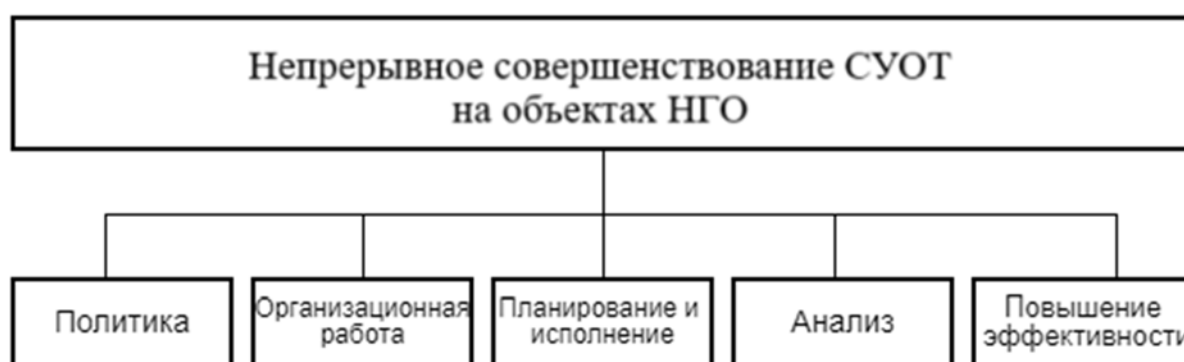 Непрерывное совершенствование СУОТ
на объектах НГО
Политика
Организационная
работа
Планирование и
исполнение
Анализ
Повышение
эффективности